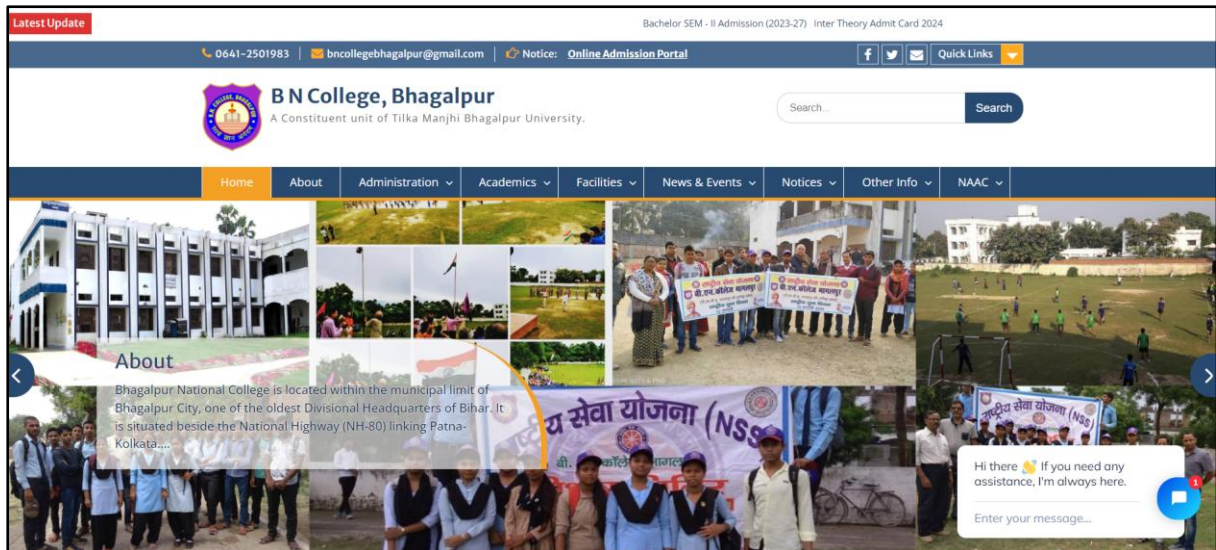 Latest Update
Bachelor SEM - II Admission (2023-27) Inter Theory Admit Card 2024
0641-2501983
bncollegebhagalpur@gmail.com
Notice: Online Admission Portal
Quick Links
B N College, Bhagalpur
A Constituent unit of Tilka Manjhi Bhagalpur University.
Search...
Search
Home
About
Administration
Academics
Facilities
News & Events
Notices
Other Info
NAAC
राष्ट्रीय सेवा योजना
बी. एन. कॉलेज भागलपुर
About
Bhagalpur National College is located within the municipal limit of
Bhagalpur City, one of the oldest Divisional Headquarters of Bihar. It
is situated beside the National Highway (NH-80) linking Patna-
Kolkata....
सेवा योजना (NSS)
राष्ट्रीय सेवा योजना (NSS)
Hi there 👋 If you need any
assistance, I'm always here.
1
Enter your message...